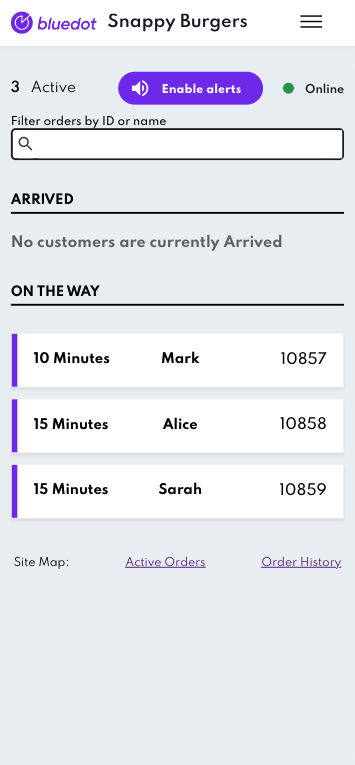 bluedot Snappy Burgers
3 Active Enable alerts Online
Filter orders by ID or name
ARRIVED
No customers are currently Arrived
ON THE WAY
10 Minutes Mark 10857
15 Minutes Alice 10858
15 Minutes Sarah 10859
Site Map: Active Orders Order History